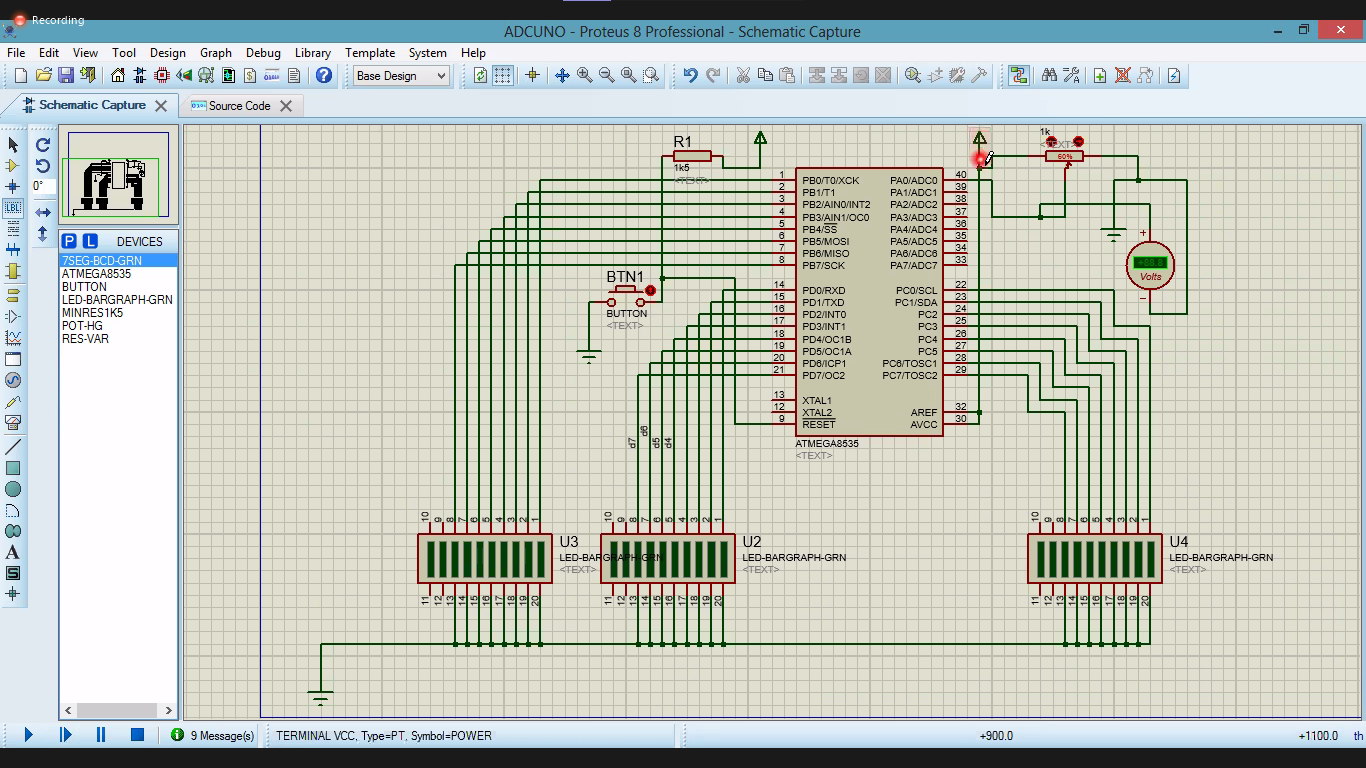 Recording
ADCUNO - Proteus 8 Professional - Schematic Capture
File Edit View Tool Design Graph Debug Library Template System Help
Base Design
Schematic Capture
Source Code
0°
P L DEVICES
7SEG-BCD-GRN
ATMEGA8535
BUTTON
LED-BARGRAPH-GRN
MINRES1K5
POT-HG
RES-VAR
R1
1k5
<TEXT>
1k
<TEXT>
60%
1 PB0/T0/XCK PA0/ADC0 40
2 PB1/T1 PA1/ADC1 39
3 PB2/AIN0/INT2 PA2/ADC2 38
4 PB3/AIN1/OC0 PA3/ADC3 37
5 PB4/SS PA4/ADC4 36
6 PB5/MOSI PA5/ADC5 35
7 PB6/MISO PA6/ADC6 34
8 PB7/SCK PA7/ADC7 33
14 PD0/RXD PC0/SCL 22
15 PD1/TXD PC1/SDA 23
16 PD2/INT0 PC2 24
17 PD3/INT1 PC3 25
18 PD4/OC1B PC4 26
19 PD5/OC1A PC5 27
20 PD6/ICP1 PC6/TOSC1 28
21 PD7/OC2 PC7/TOSC2 29
13 XTAL1
12 XTAL2 AREF 32
9 RESET AVCC 30
ATMEGA8535
<TEXT>
BTN1
BUTTON
<TEXT>
+
Volts
d7 d6 d5 d4
10 9 8 7 6 5 4 3 2 1
U3
LED-BARGRAPH-GRN
<TEXT>
11 12 13 14 15 16 17 18 19 20
10 9 8 7 6 5 4 3 2 1
U2
LED-BARGRAPH-GRN
<TEXT>
11 12 13 14 15 16 17 18 19 20
10 9 8 7 6 5 4 3 2 1
U4
LED-BARGRAPH-GRN
<TEXT>
11 12 13 14 15 16 17 18 19 20
9 Message(s)
TERMINAL VCC, Type=PT, Symbol=POWER
+900.0
+1100.0
th